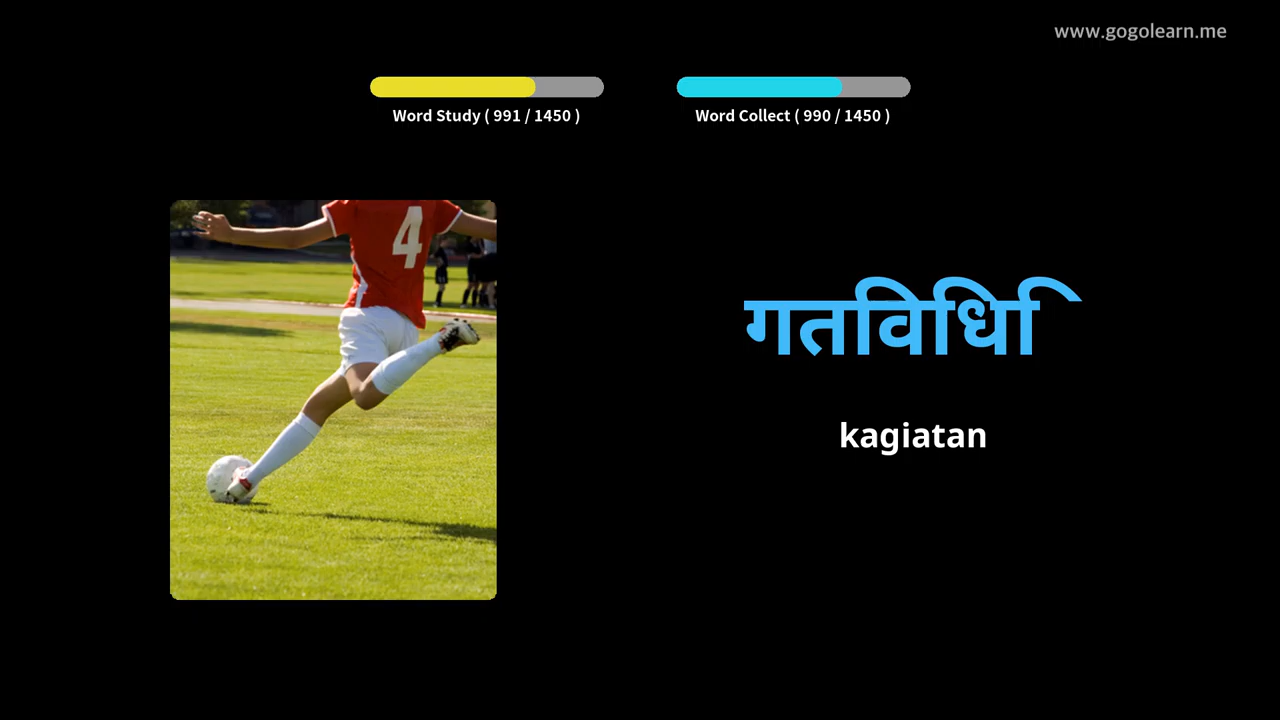 www.gogolearn.me
Word Study ( 991 / 1450 )
Word Collect ( 990 / 1450 )
4
गतिविधि
kagiatan